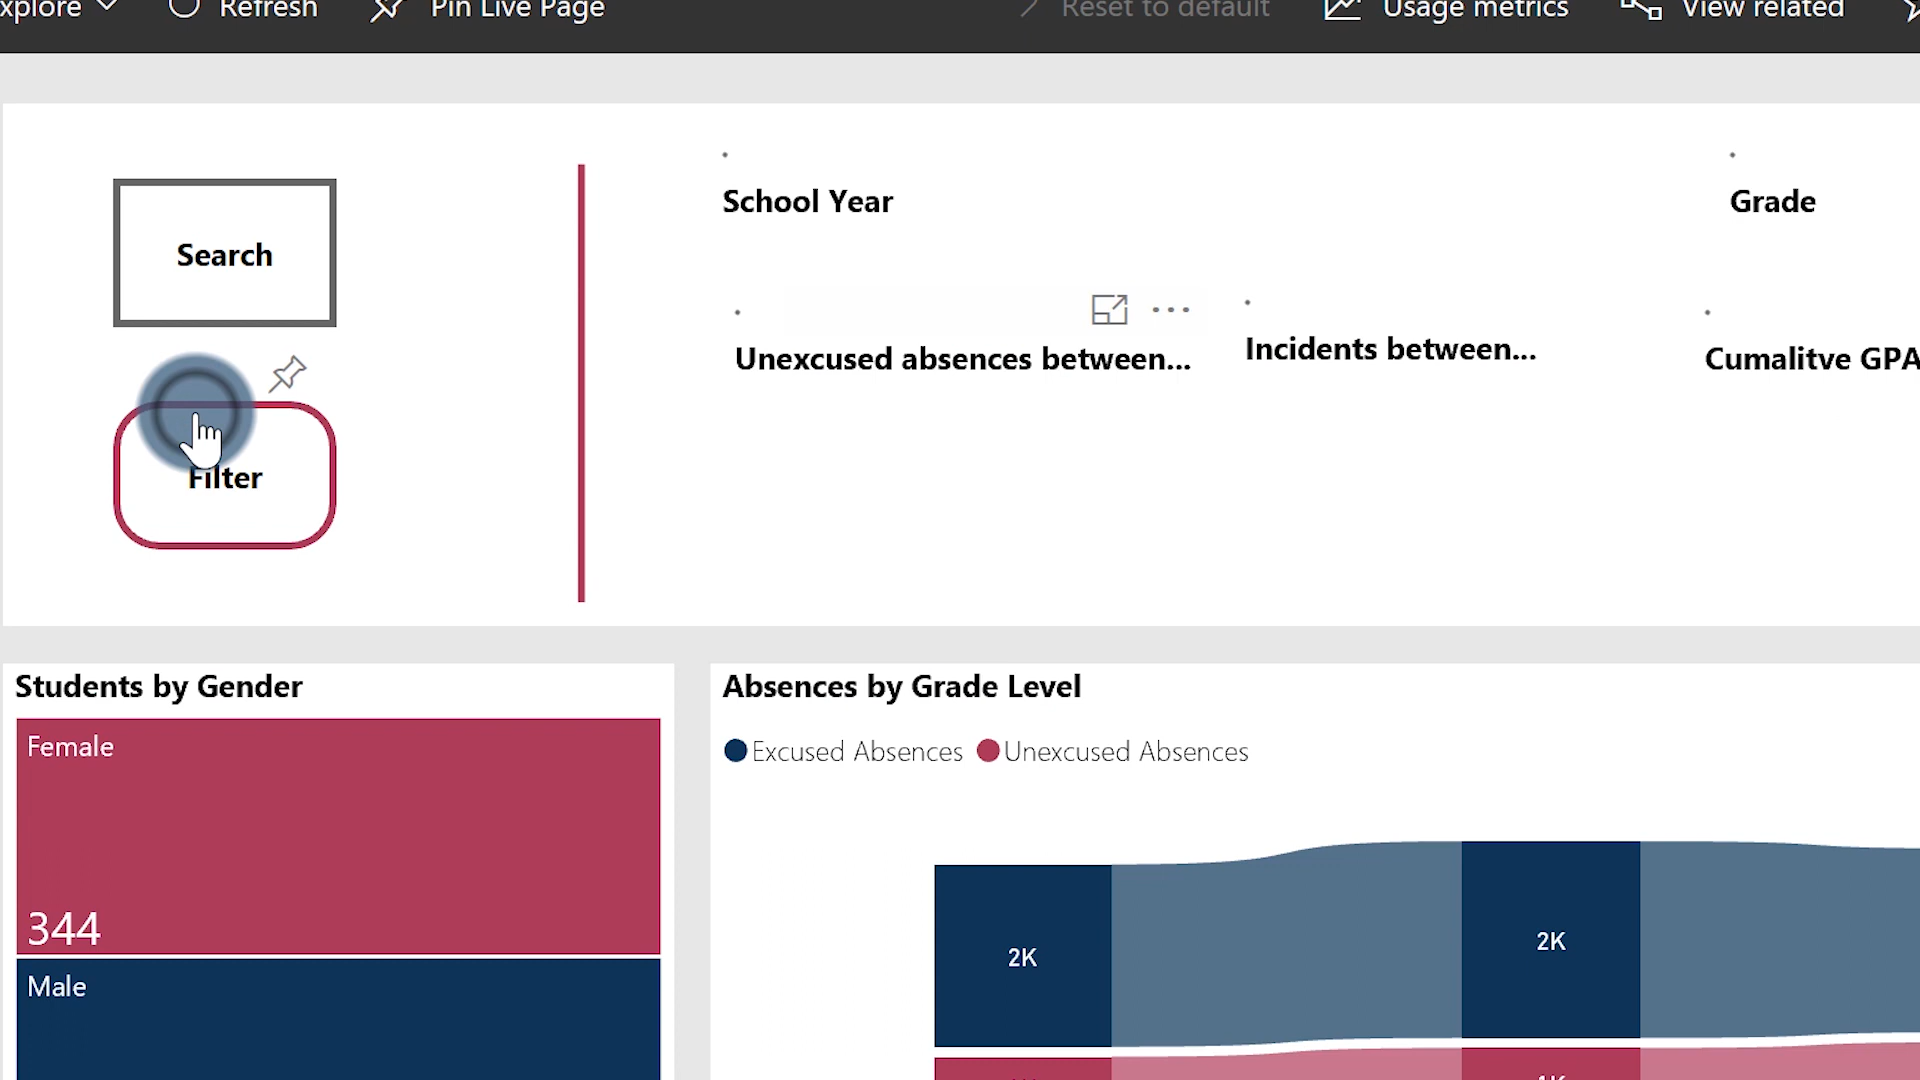 xplore Refresh Pin Live Page Reset to default Usage metrics View related
School Year Grade
Search
Unexcused absences between... Incidents between... Cumalitve GPA
Filter
Students by Gender
Female
344
Male
Absences by Grade Level
Excused Absences Unexcused Absences
2K 2K